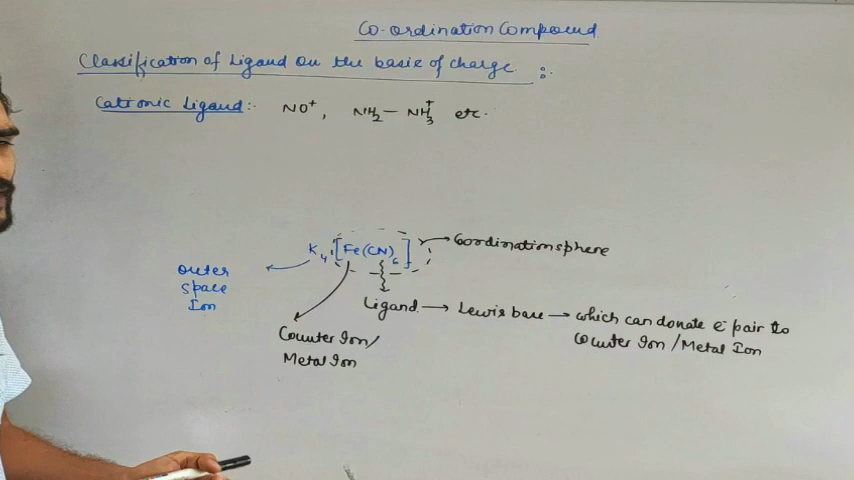 Co-ordination Compound
Classification of Ligand on the basis of charge :-
Cationic Ligand:- NO⁺, NH₂ — NH₃⁺ etc.
K₄[Fe(CN)₆] → Coordination sphere
outer
space
Ion
Ligand → Lewis base → which can donate e⁻ pair to
Counter Ion / Metal Ion
Counter Ion/
Metal Ion